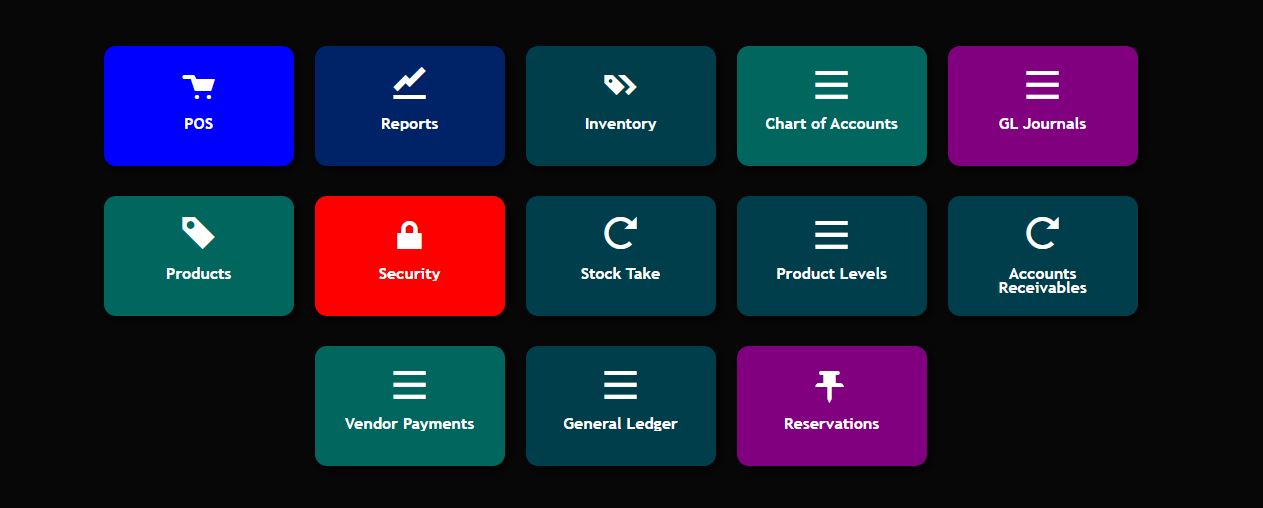 POS
Reports
Inventory
Chart of Accounts
GL Journals
Products
Security
Stock Take
Product Levels
Accounts
Receivables
Vendor Payments
General Ledger
Reservations